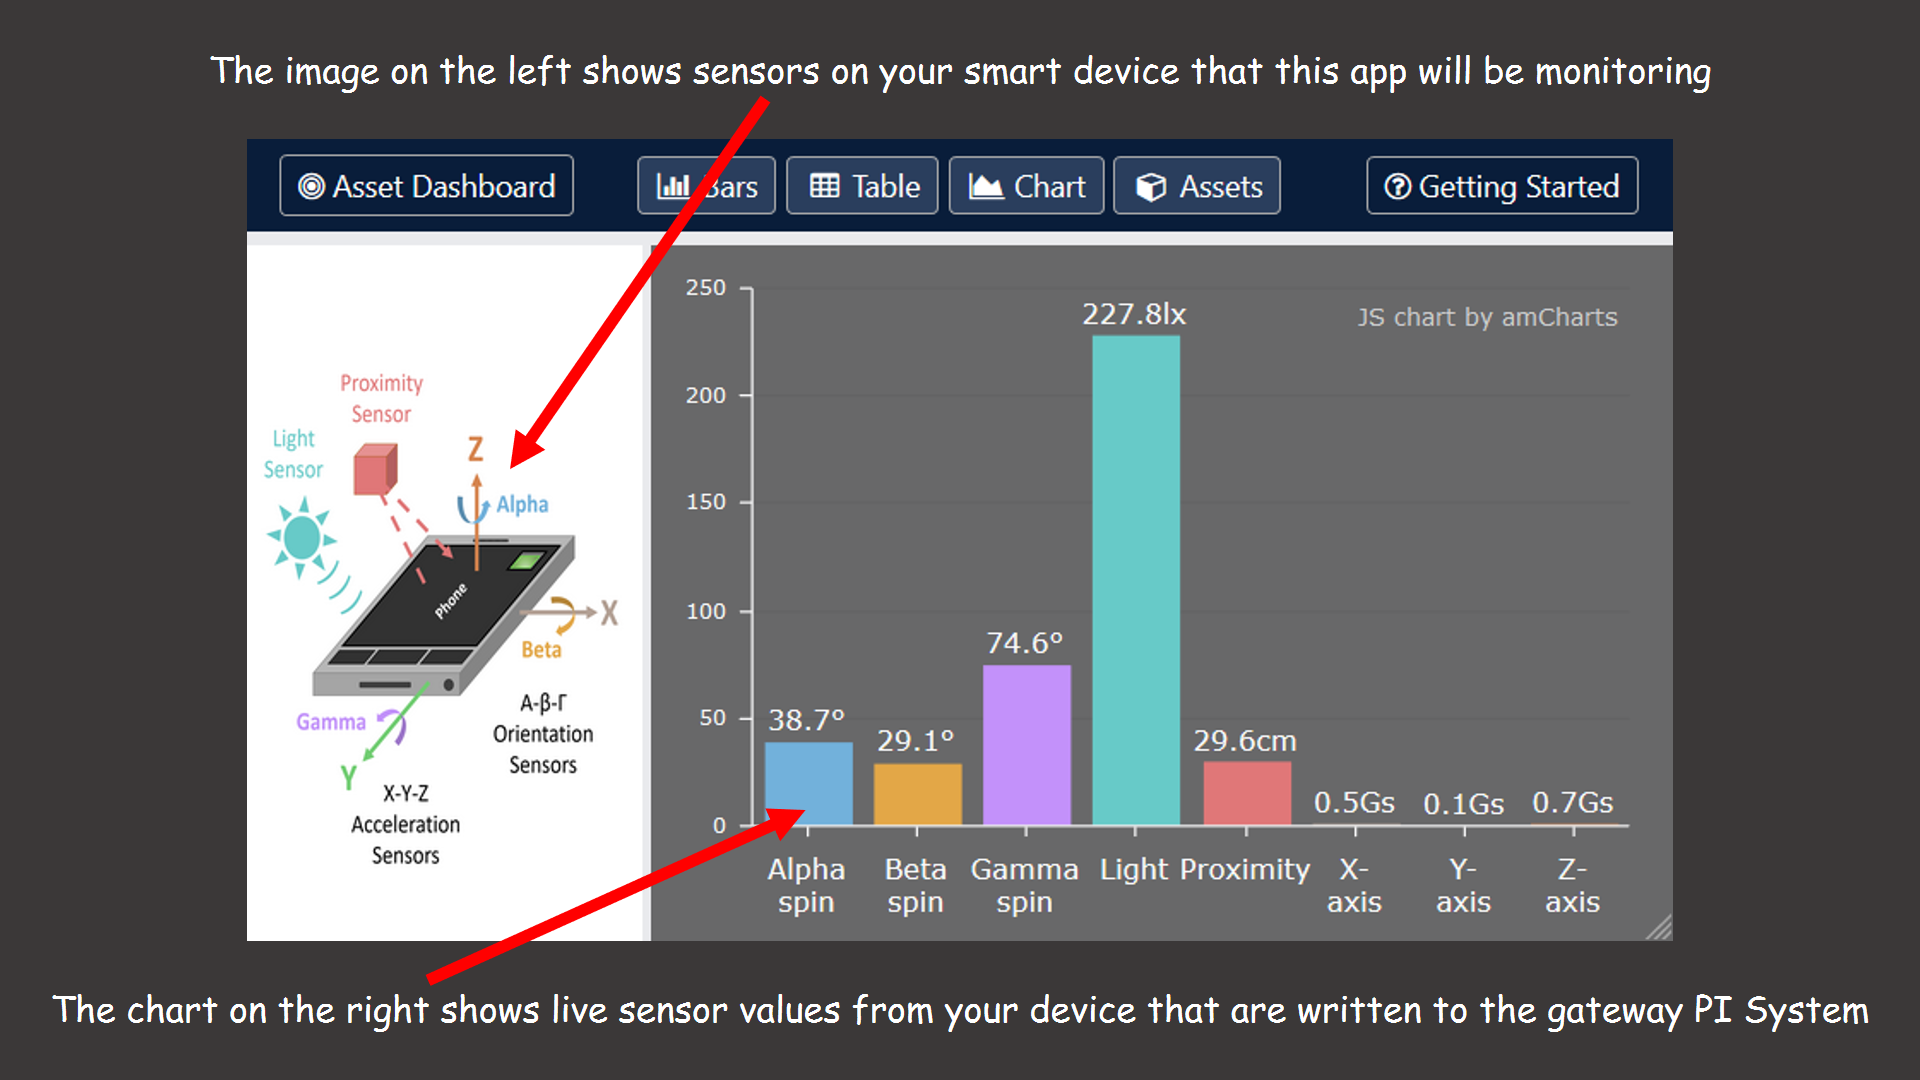 The image on the left shows sensors on your smart device that this app will be monitoring
Asset Dashboard
Bars
Table
Chart
Assets
Getting Started
Proximity
Sensor
Light
Sensor
Z
Alpha
Phone
X
Beta
Gamma
Y
A-β-Γ
Orientation
Sensors
X-Y-Z
Acceleration
Sensors
JS chart by amCharts
250
200
150
100
50
0
38.7°
29.1°
74.6°
227.8lx
29.6cm
0.5Gs
0.1Gs
0.7Gs
Alpha
spin
Beta
spin
Gamma
spin
Light
Proximity
X-
axis
Y-
axis
Z-
axis
The chart on the right shows live sensor values from your device that are written to the gateway PI System